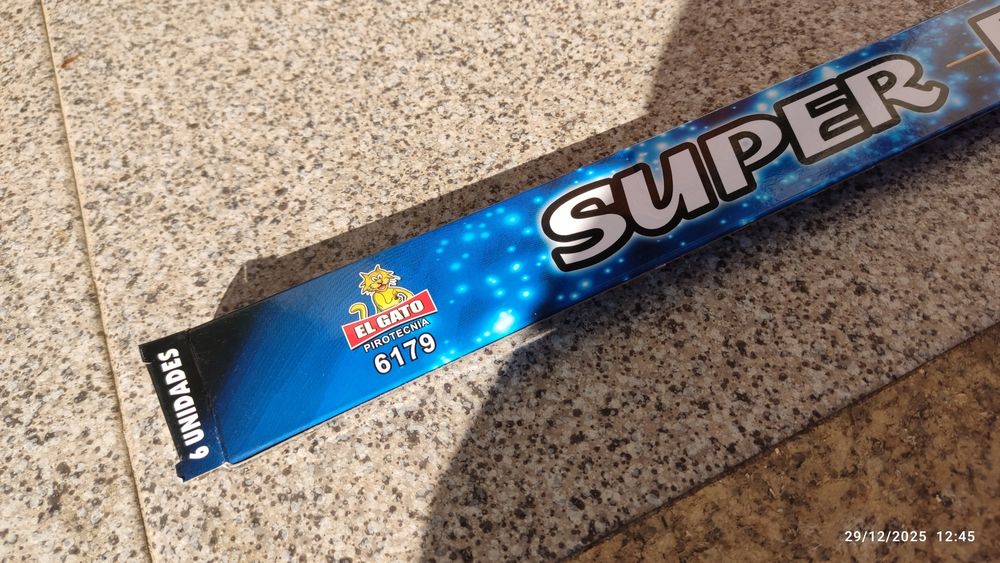 SUPER
EL GATO
PIROTECNIA
6179
6 UNIDADES
29/12/2025 12:45